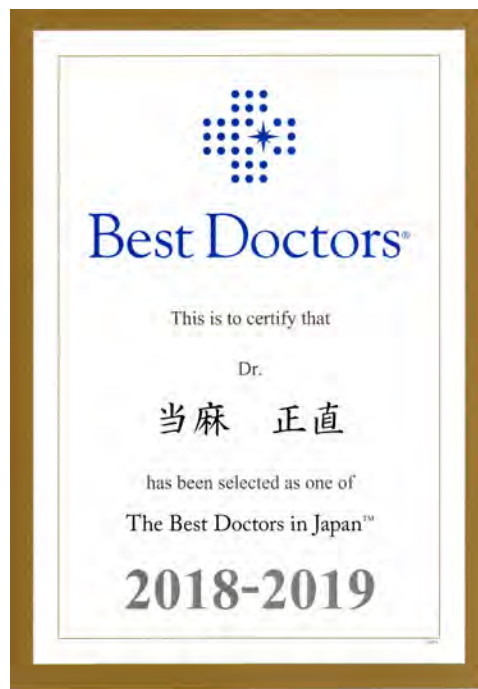 Best Doctors®
This is to certify that
Dr.
当麻　正直
has been selected as one of
The Best Doctors in Japan™
2018-2019